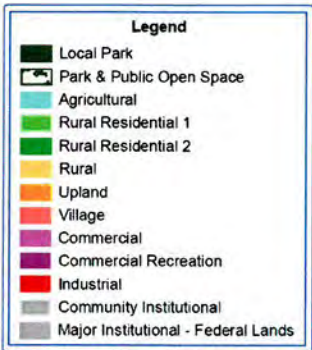 Legend
Local Park
Park & Public Open Space
Agricultural
Rural Residential 1
Rural Residential 2
Rural
Upland
Village
Commercial
Commercial Recreation
Industrial
Community Institutional
Major Institutional - Federal Lands